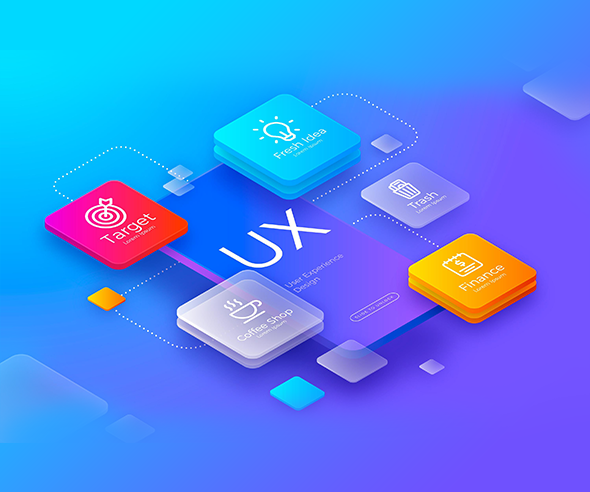 Fresh Idea
Lorem ipsum
Trash
Lorem ipsum
Target
Lorem ipsum
UX
User Experience
Design
Finance
Lorem ipsum
Coffee Shop
Lorem ipsum